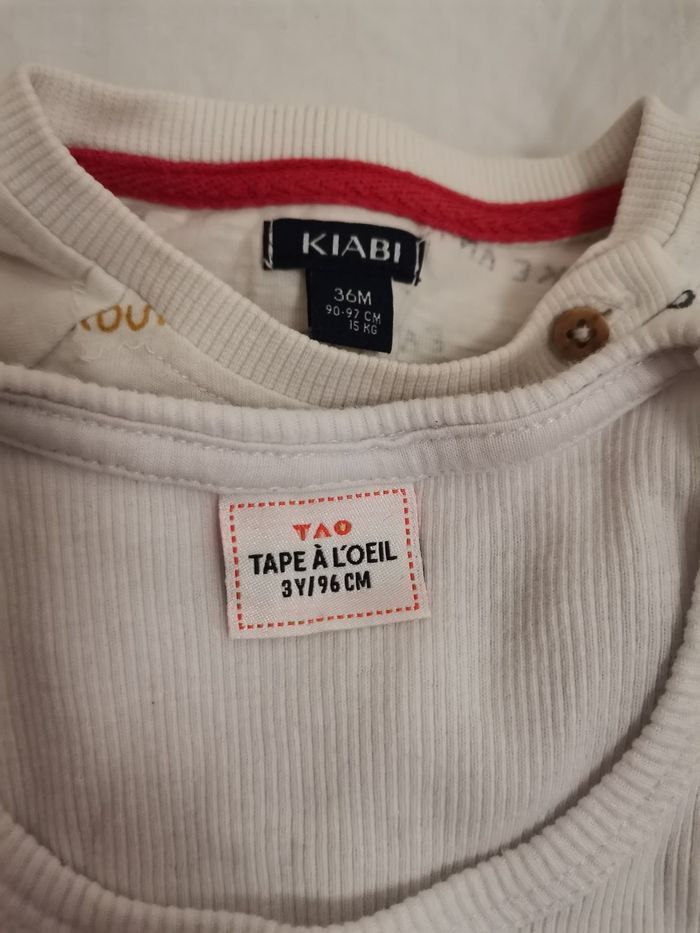 KIABI
36M
90-97 CM
15 KG
TAO
TAPE À L'OEIL
3Y/96 CM